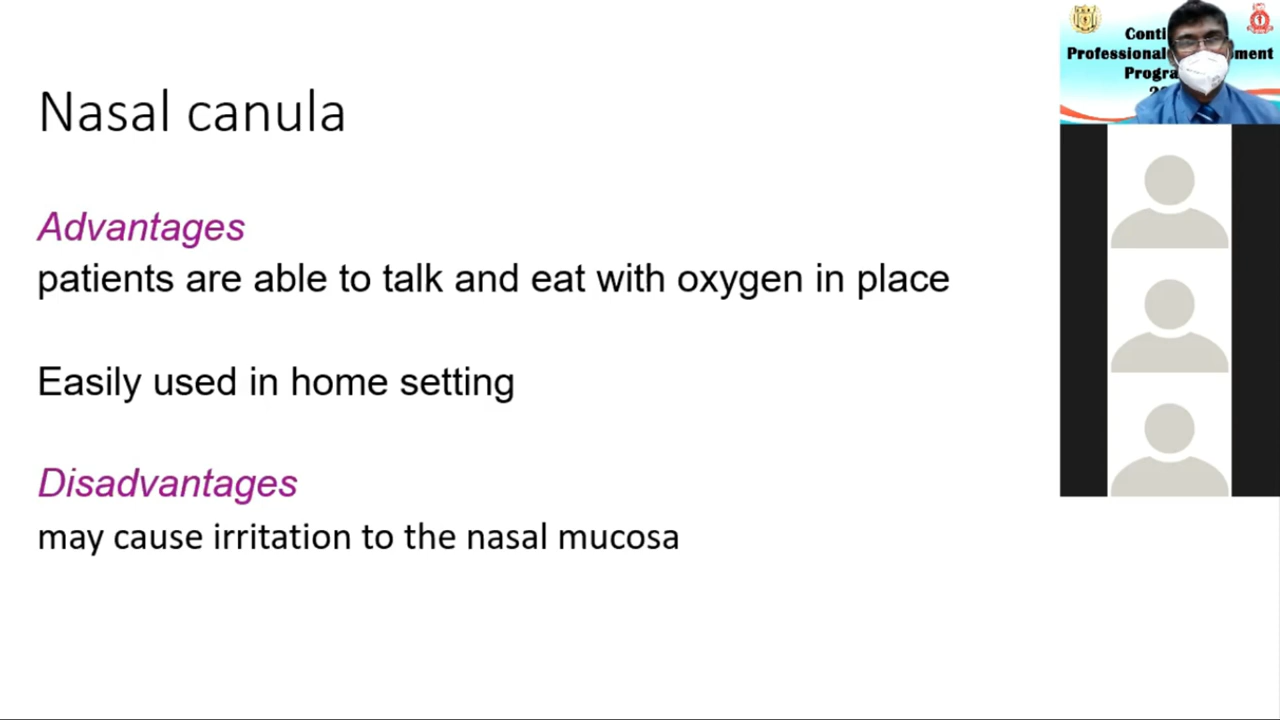 Nasal canula
Advantages
patients are able to talk and eat with oxygen in place
Easily used in home setting
Disadvantages
may cause irritation to the nasal mucosa
Professional